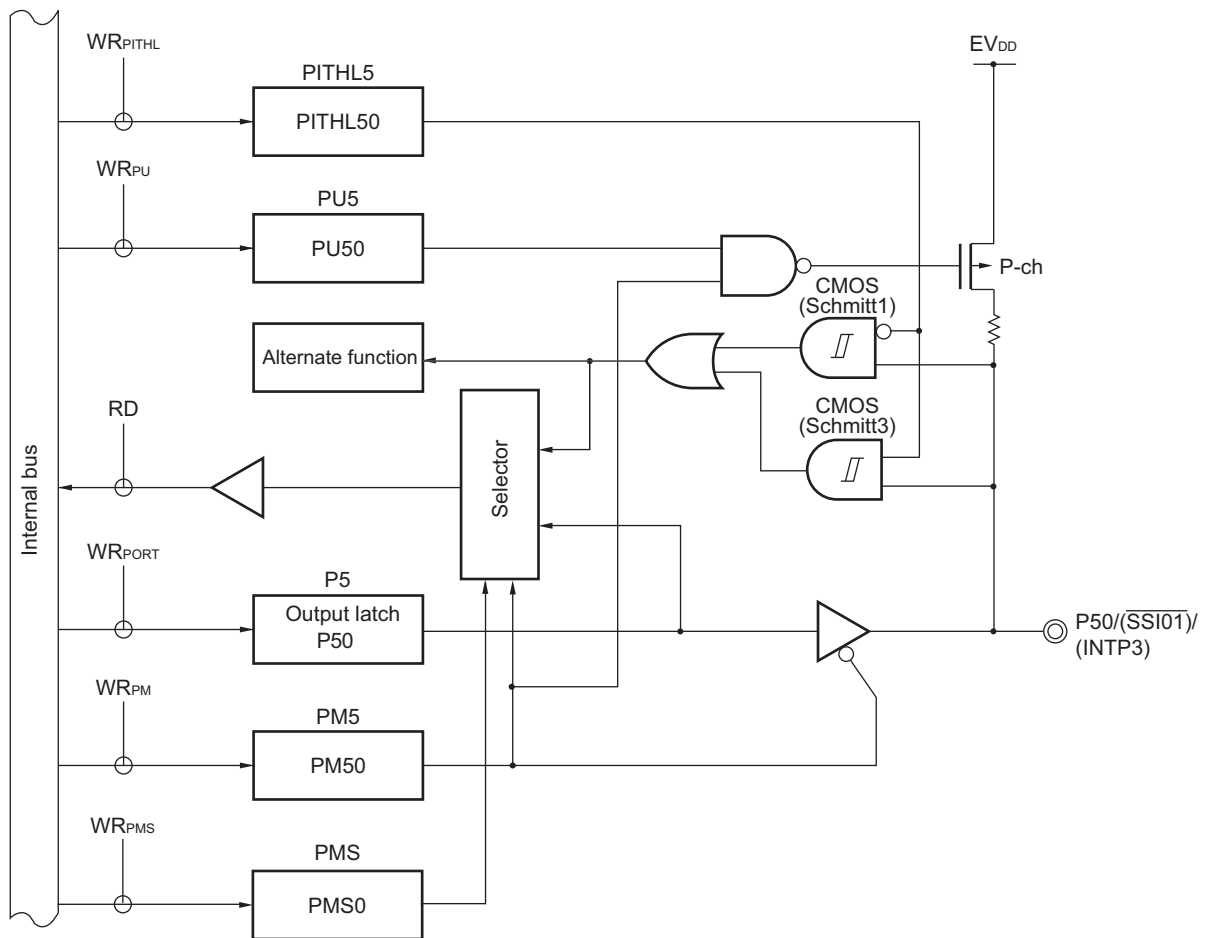 WRPITHL
PITHL5
PITHL50
EVDD
WRPU
PU5
PU50
P-ch
CMOS
(Schmitt1)
Alternate function
CMOS
(Schmitt3)
RD
Selector
Internal bus
WRPORT
P5
Output latch
P50
P50/(SSI01)/
(INTP3)
WRPM
PM5
PM50
WRPMS
PMS
PMS0